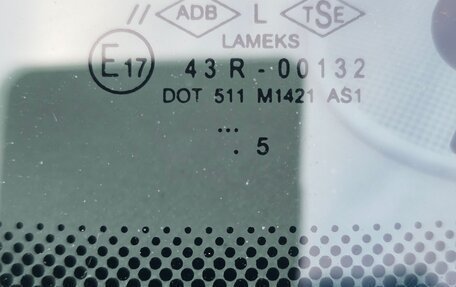 // ADB L TSE
LAMEKS
E17 43R-00132
DOT 511 M1421 AS1
...
. 5